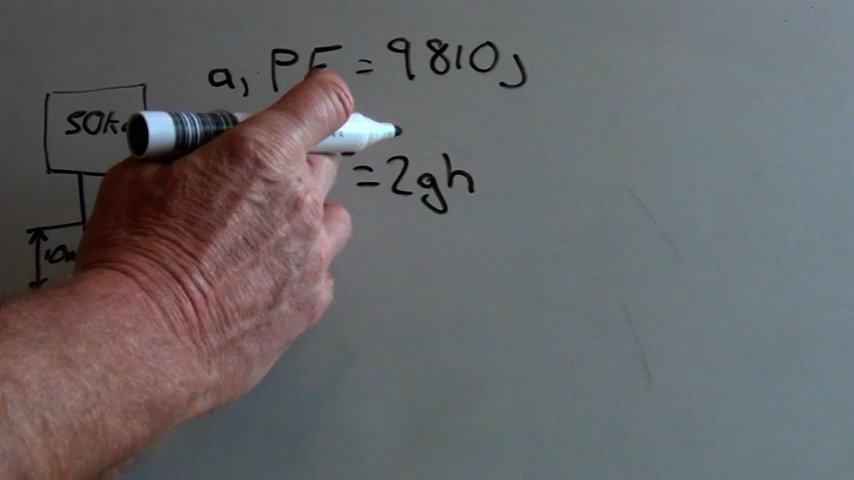 a, PE = 9810J
50k
= 2gh
10m